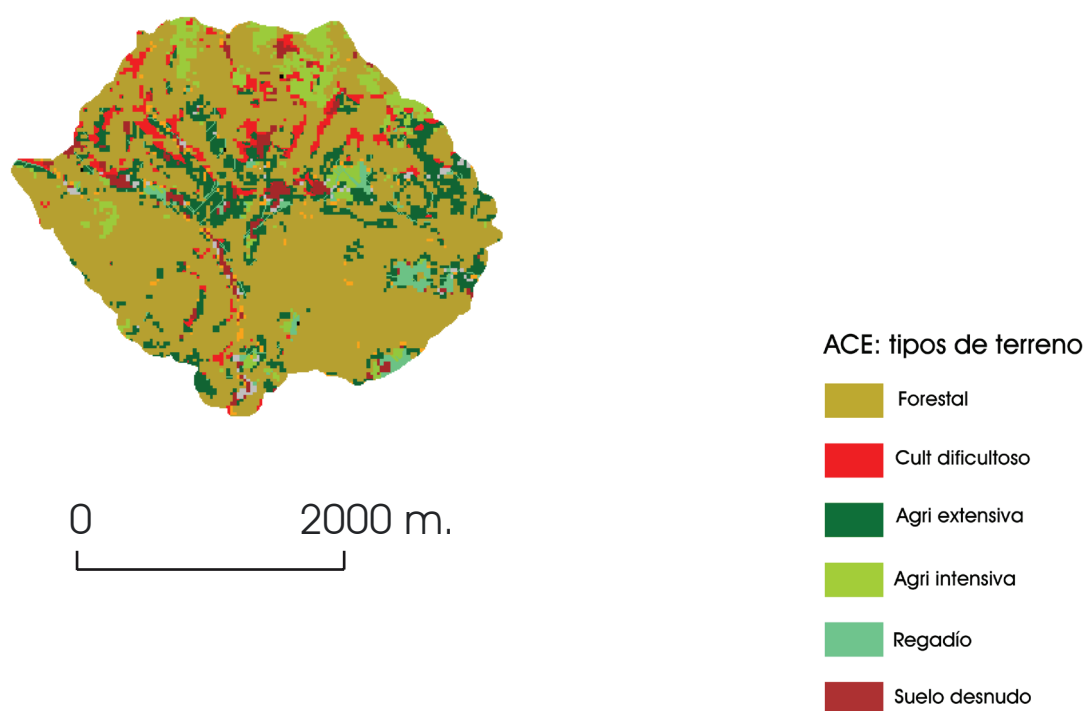 ACE: tipos de terreno
Forestal
Cult dificultoso
0 2000 m.
Agri extensiva
Agri intensiva
Regadío
Suelo desnudo